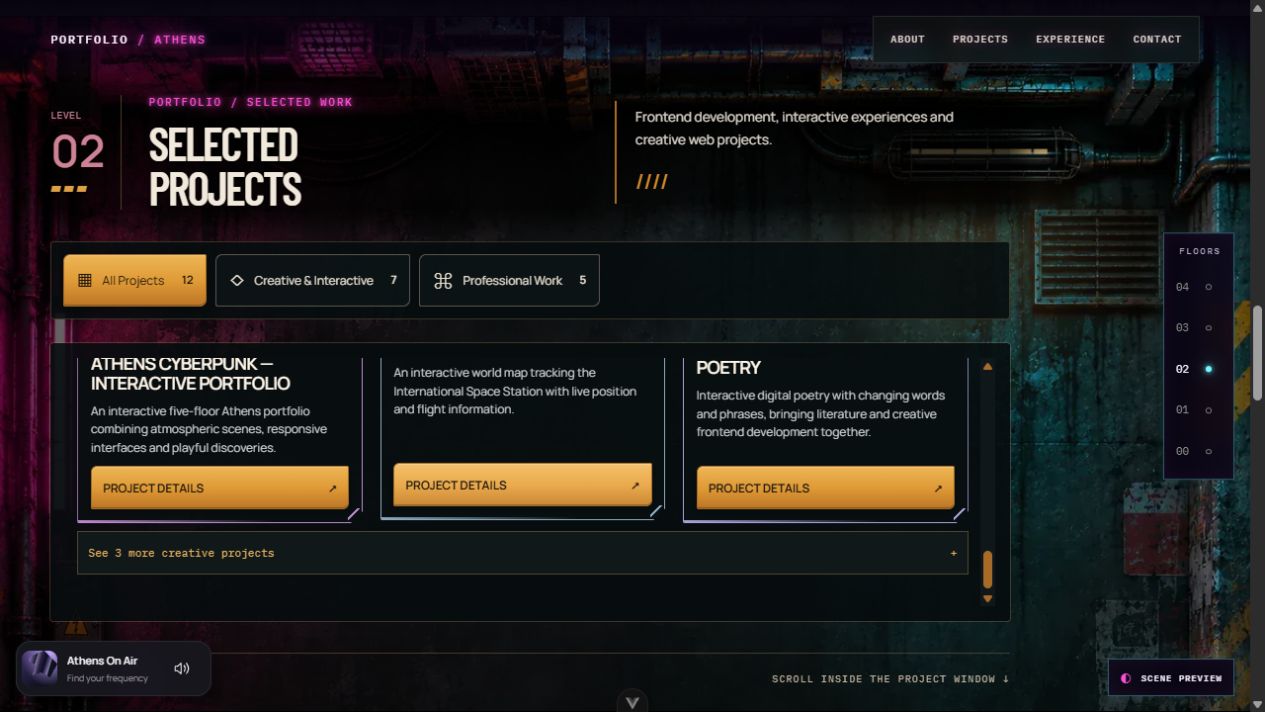 PORTFOLIO / ATHENS
ABOUT PROJECTS EXPERIENCE CONTACT
LEVEL
02
PORTFOLIO / SELECTED WORK
SELECTED
PROJECTS
Frontend development, interactive experiences and
creative web projects.
////
All Projects 12
Creative & Interactive 7
Professional Work 5
FLOORS
04
03
02
01
00
ATHENS CYBERPUNK —
INTERACTIVE PORTFOLIO
An interactive five-floor Athens portfolio
combining atmospheric scenes, responsive
interfaces and playful discoveries.
PROJECT DETAILS ↗
An interactive world map tracking the
International Space Station with live position
and flight information.
PROJECT DETAILS ↗
POETRY
Interactive digital poetry with changing words
and phrases, bringing literature and creative
frontend development together.
PROJECT DETAILS ↗
See 3 more creative projects +
Athens On Air
Find your frequency
SCROLL INSIDE THE PROJECT WINDOW ↓
SCENE PREVIEW